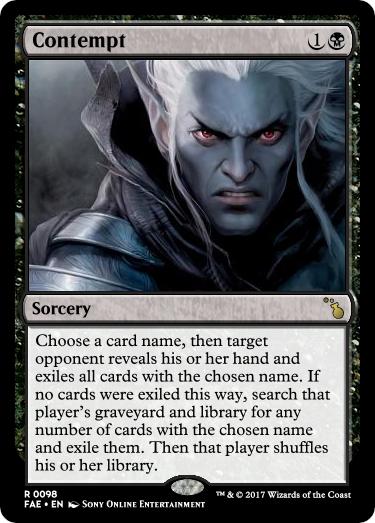 Contempt 1
Sorcery
Choose a card name, then target
opponent reveals his or her hand and
exiles all cards with the chosen name. If
no cards were exiled this way, search that
player's graveyard and library for any
number of cards with the chosen name
and exile them. Then that player shuffles
his or her library.
R 0098
FAE • EN Sony Online Entertainment
™ & © 2017 Wizards of the Coast